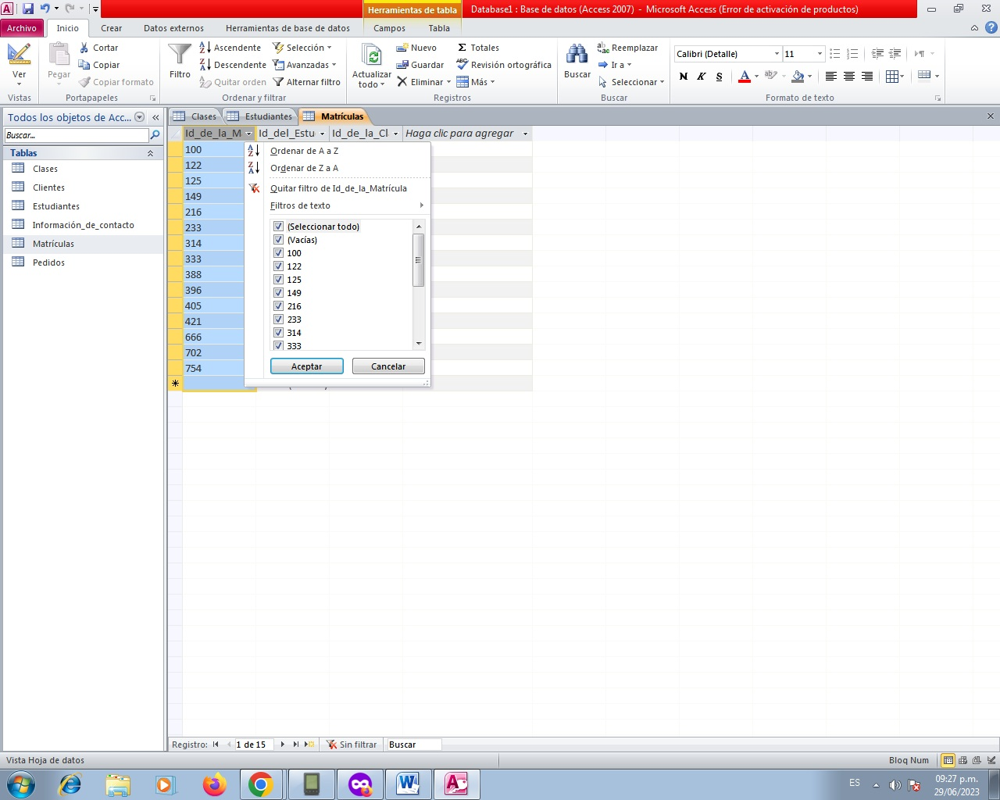 Herramientas de tabla
Database1 : Base de datos (Access 2007) - Microsoft Access (Error de activación de productos)
Archivo Inicio Crear Datos externos Herramientas de base de datos Campos Tabla
Ver
Vistas
Pegar
Cortar
Copiar
Copiar formato
Portapapeles
Filtro
Ascendente
Descendente
Quitar orden
Selección
Avanzadas
Alternar filtro
Ordenar y filtrar
Actualizar
todo
Nuevo
Guardar
Eliminar
Totales
Revisión ortográfica
Más
Registros
Buscar
Reemplazar
Ir a
Seleccionar
Buscar
Calibri (Detalle) 11
N K S
Formato de texto
Todos los objetos de Acc...
Buscar...
Tablas
Clases
Clientes
Estudiantes
Información_de_contacto
Matrículas
Pedidos
Clases Estudiantes Matrículas
Id_de_la_M Id_del_Estu Id_de_la_Cl Haga clic para agregar
100
122
125
149
216
233
314
333
388
396
405
421
666
702
754
Ordenar de A a Z
Ordenar de Z a A
Quitar filtro de Id_de_la_Matrícula
Filtros de texto
(Seleccionar todo)
(Vacías)
100
122
125
149
216
233
314
333
Aceptar Cancelar
Registro: 1 de 15 Sin filtrar Buscar
Vista Hoja de datos
Bloq Num
ES
09:27 p.m.
29/06/2023